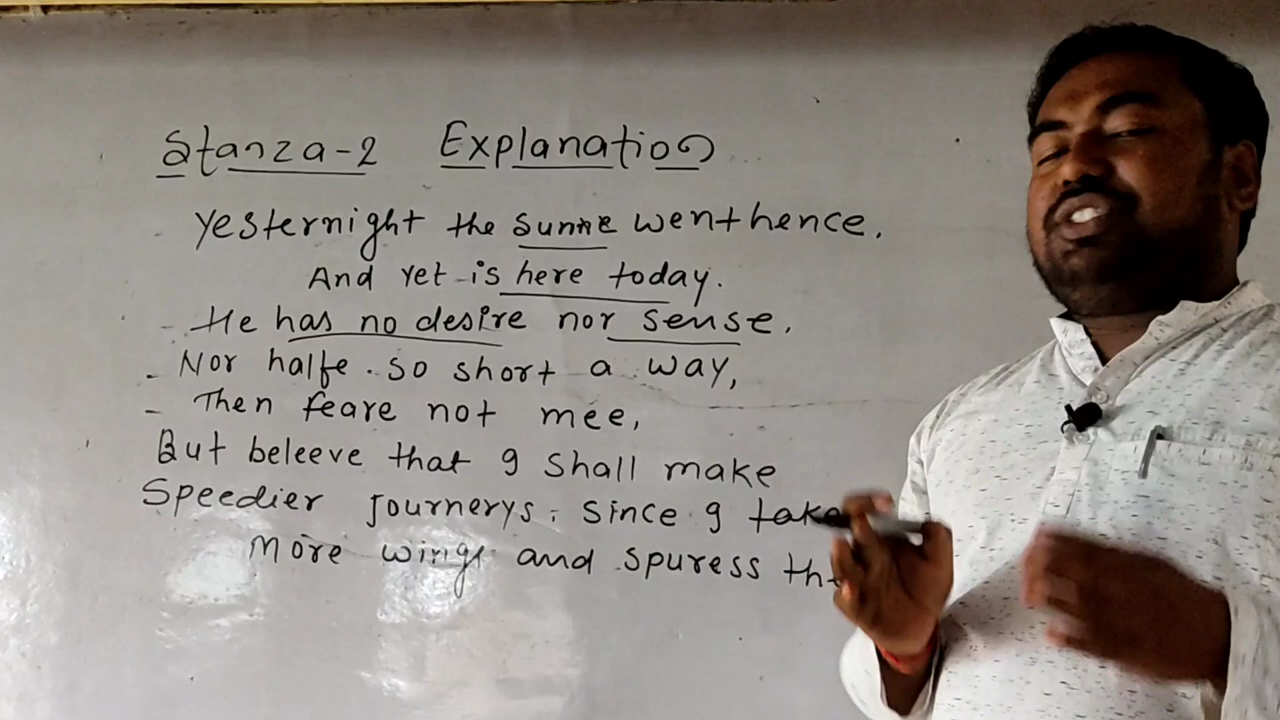 Stanza-2 Explanation
Yesternight the Sunne went hence.
And Yet is here today.
- He has no desire nor sense.
- Nor halfe so short a way,
- Then feare not mee,
But beleeve that I shall make
Speedier Journerys, since I take
More wings and Spuress